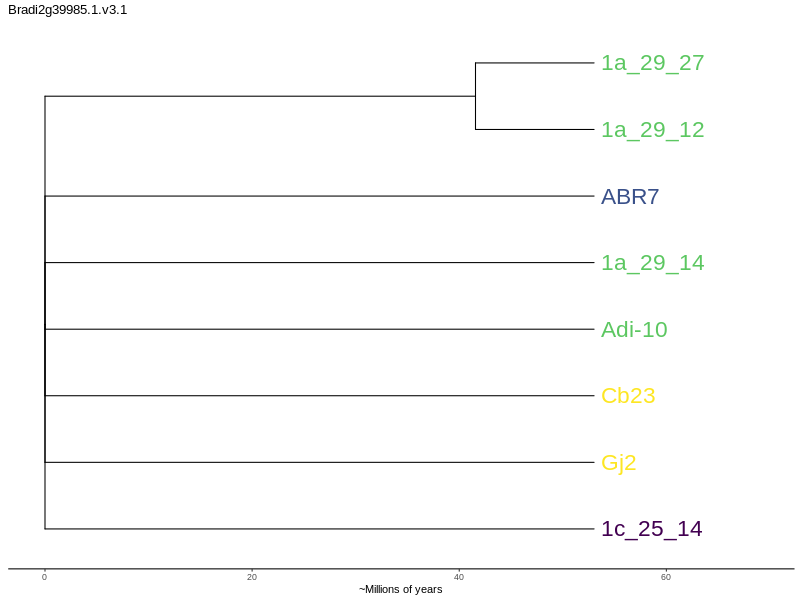 Bradi2g39985.1.v3.1
1a_29_27
1a_29_12
ABR7
1a_29_14
Adi-10
Cb23
Gj2
1c_25_14
0 20 40 60
~Millions of years